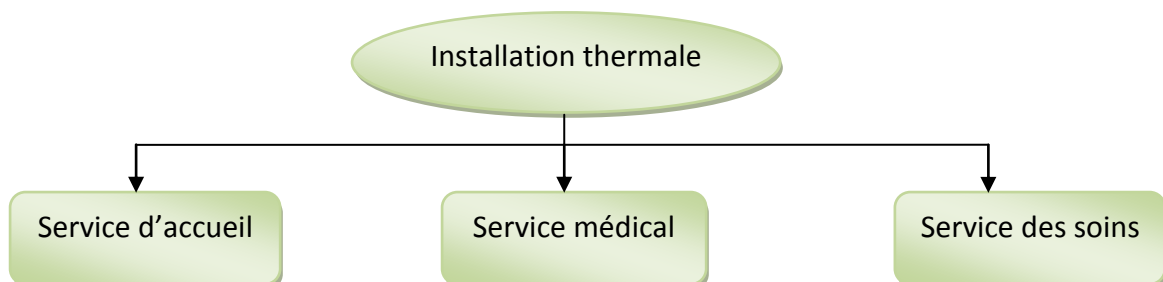 Installation thermale
Service d’accueil
Service médical
Service des soins